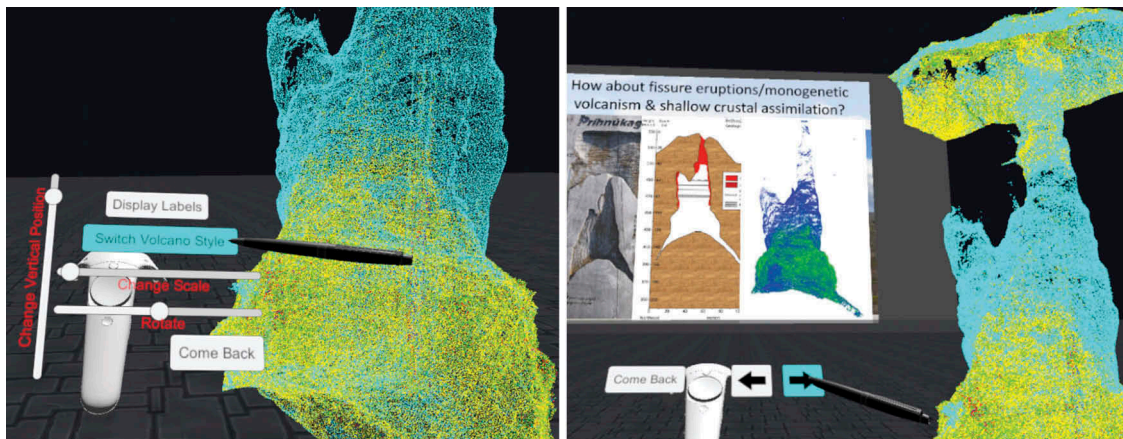 Display Labels
Switch Volcano Style
Change Vertical Position
Change Scale
Rotate
Come Back
How about fissure eruptions/monogenetic
volcanism & shallow crustal assimilation?
Þrihnúkag
Come Back